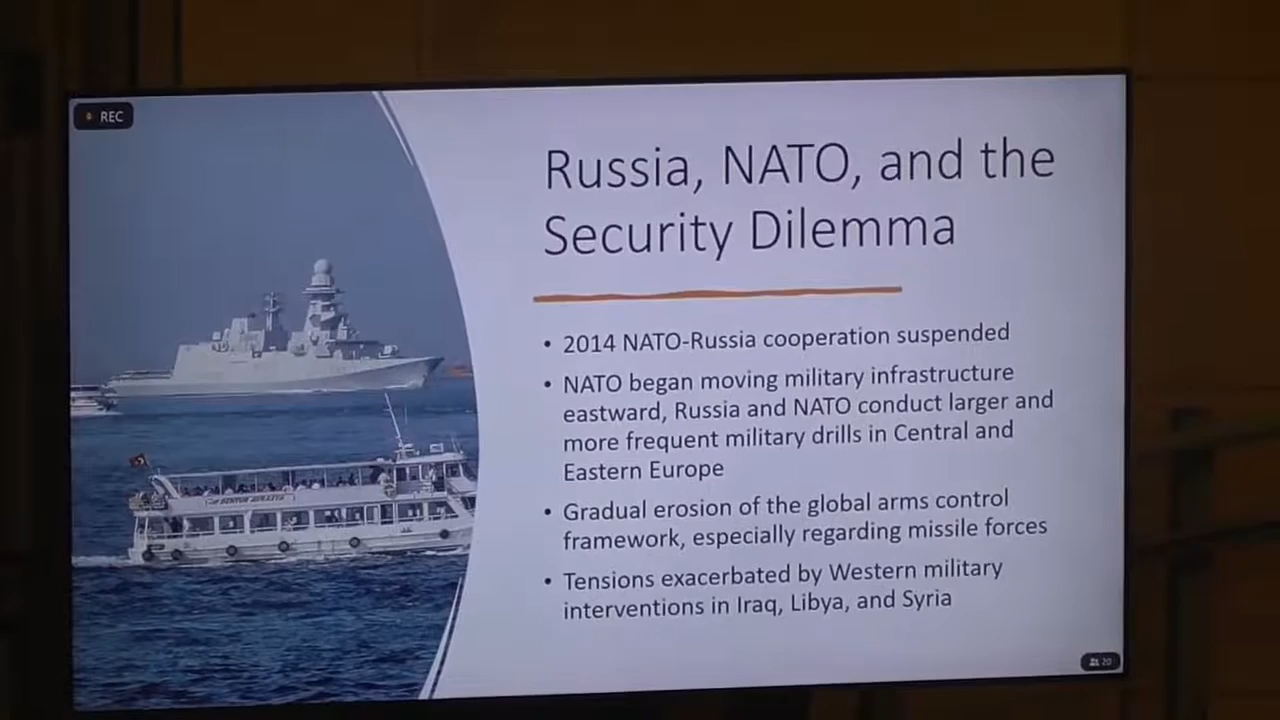 REC
Russia, NATO, and the
Security Dilemma
• 2014 NATO-Russia cooperation suspended
• NATO began moving military infrastructure
eastward, Russia and NATO conduct larger and
more frequent military drills in Central and
Eastern Europe
• Gradual erosion of the global arms control
framework, especially regarding missile forces
• Tensions exacerbated by Western military
interventions in Iraq, Libya, and Syria
20